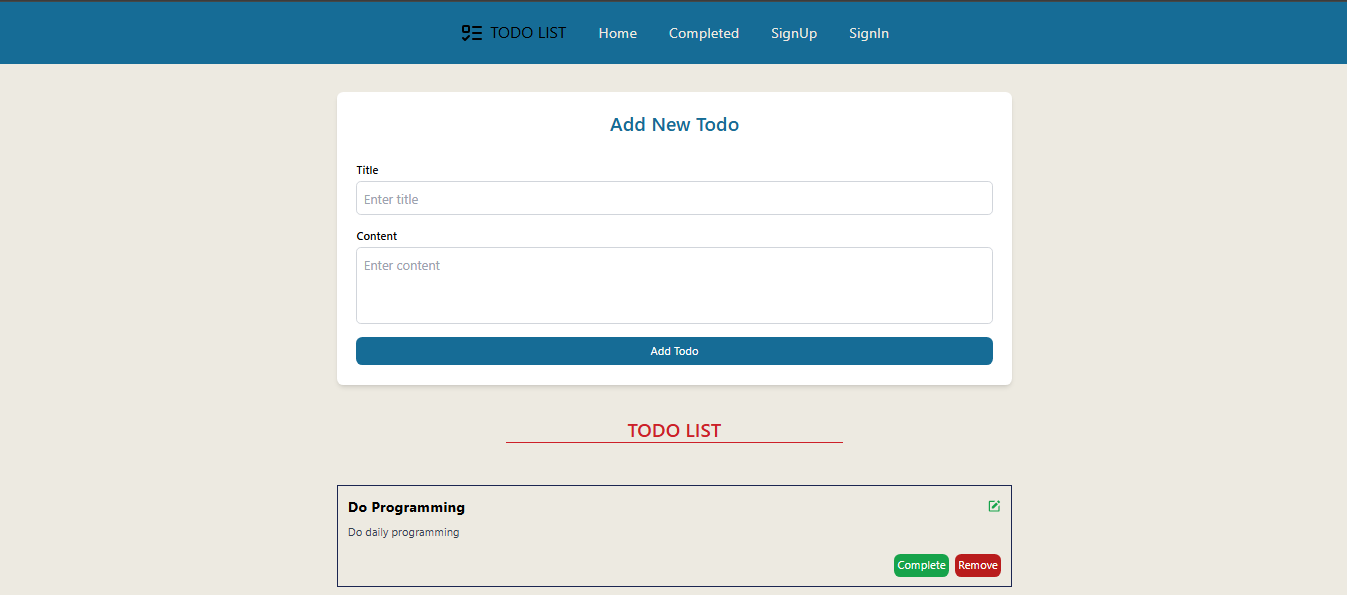 TODO LIST Home Completed SignUp SignIn
Add New Todo
Title
Enter title
Content
Enter content
Add Todo
TODO LIST
Do Programming
Do daily programming
Complete Remove